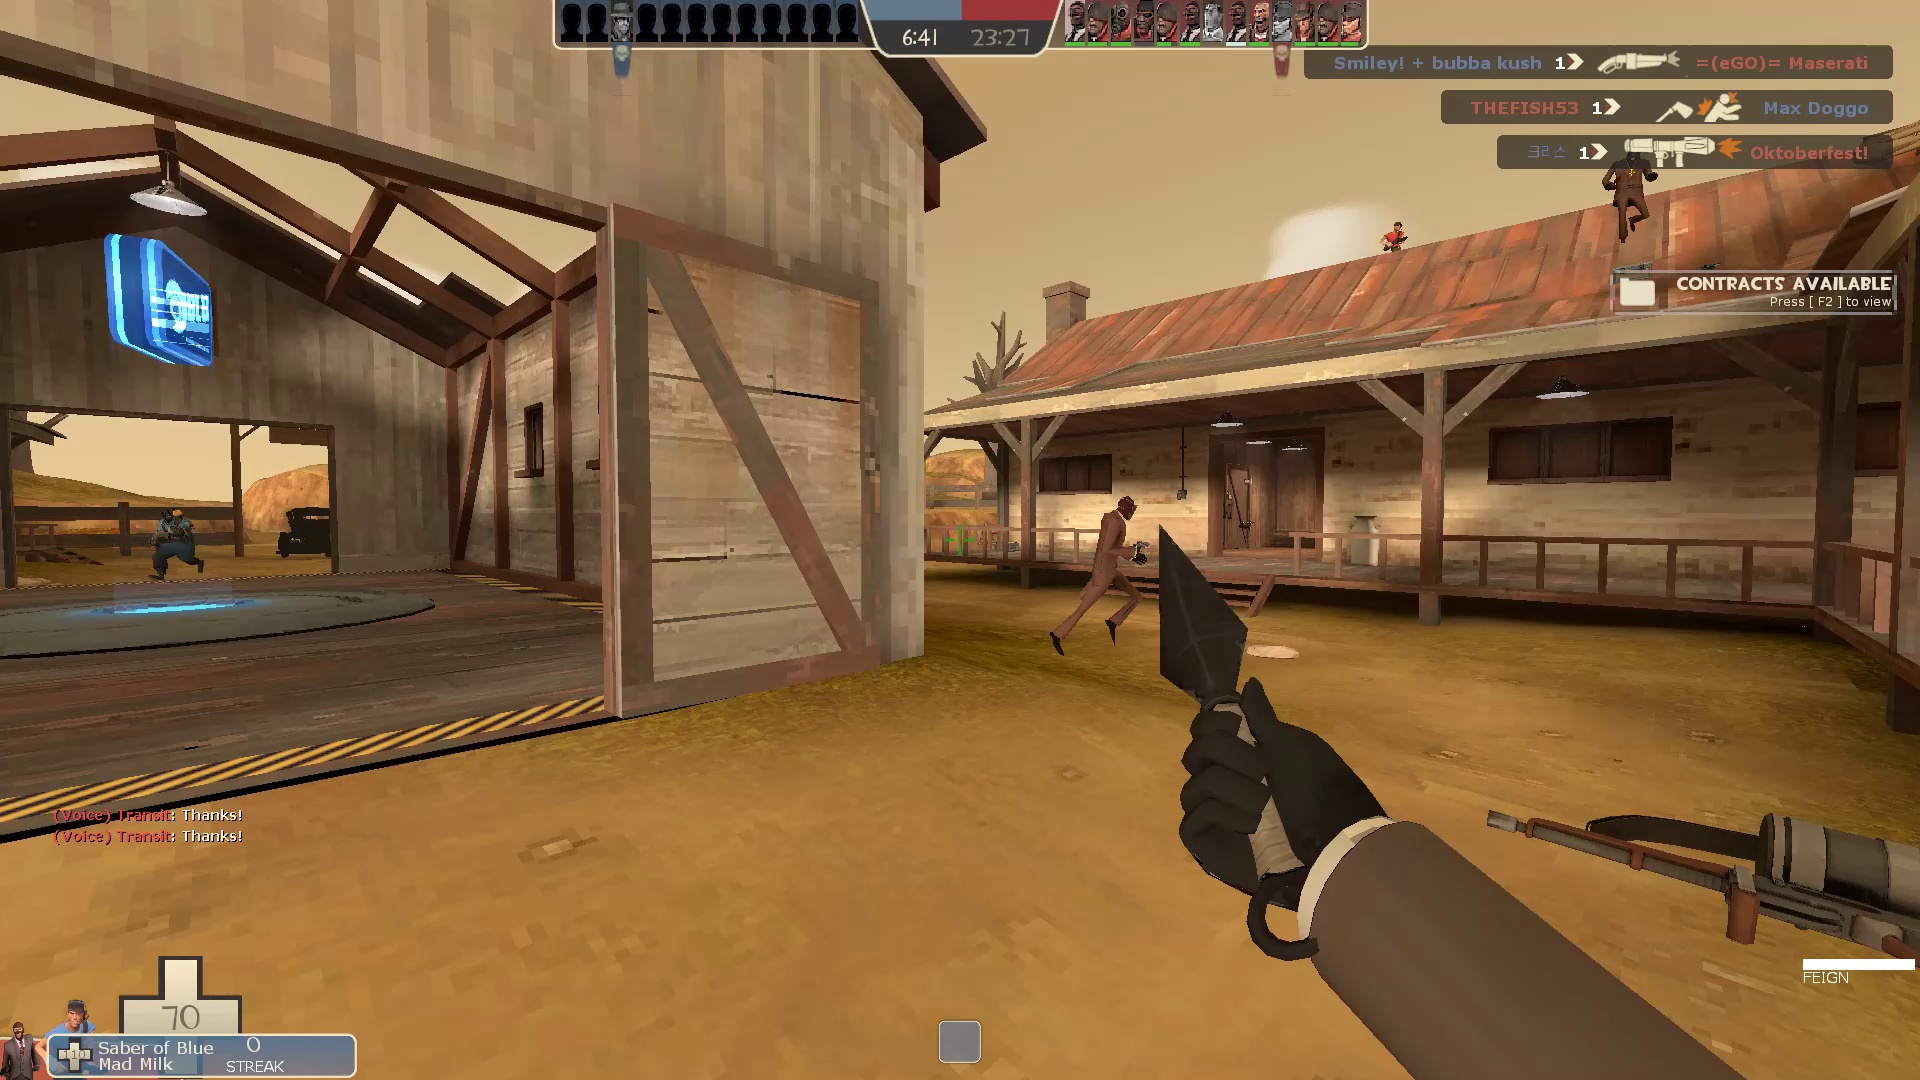 6:41 23:27
Smiley! + bubba kush 1 =(eGO)= Maserati
THEFISH53 1 Max Doggo
크리스 1 Oktoberfest!
CONTRACTS AVAILABLE
Press [ F2 ] to view
(Voice) Transit: Thanks!
(Voice) Transit: Thanks!
70
110 Saber of Blue
Mad Milk
0
STREAK
FEIGN